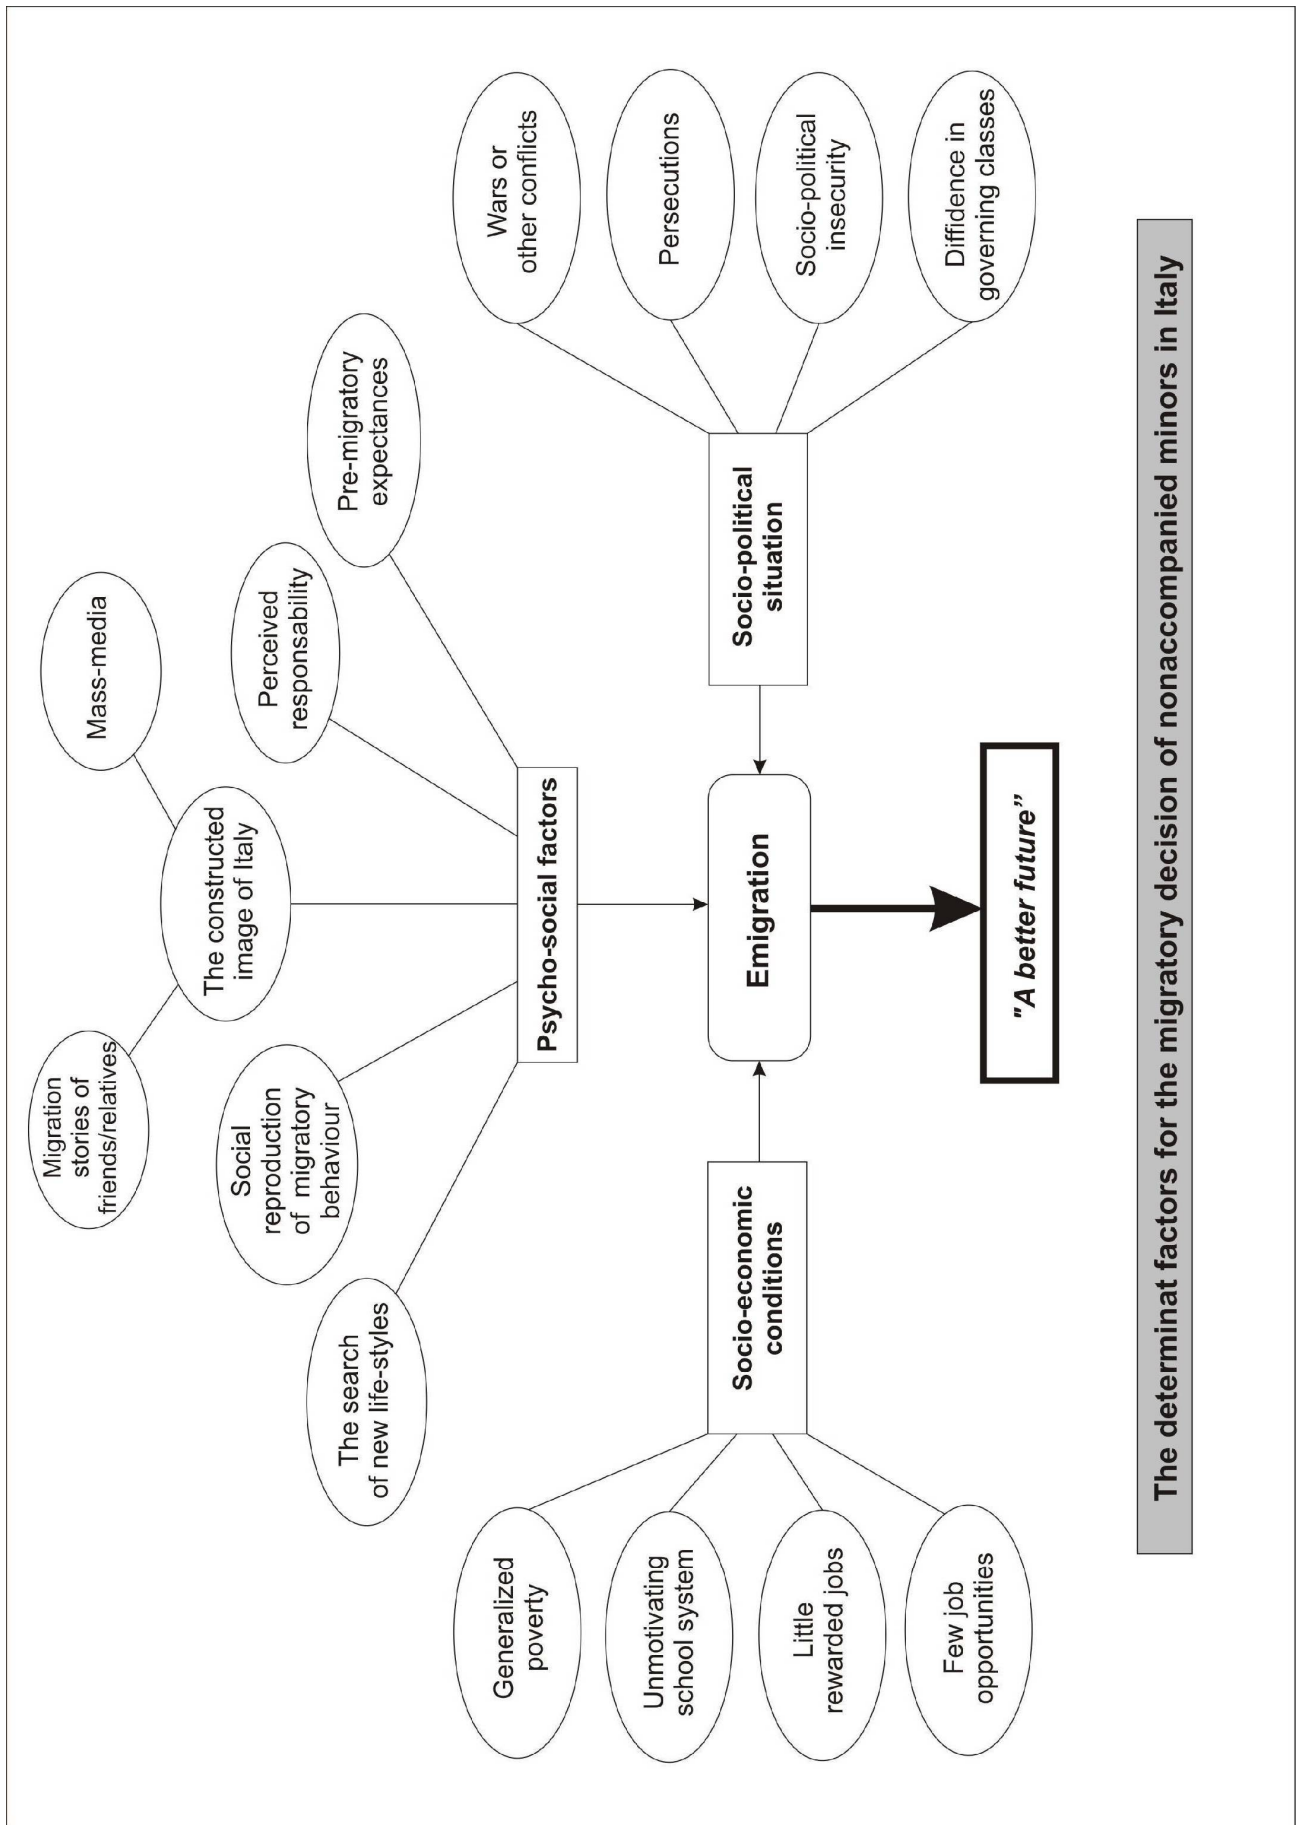 Migration
stories of
friends/relatives
Mass-media
The constructed
image of Italy
Social
reproduction
of migratory
behaviour
Perceived
responsability
The search
of new life-styles
Pre-migratory
expectances
Psycho-social factors
Generalized
poverty
Unmotivating
school system
Little
rewarded jobs
Few job
opportunities
Socio-economic
conditions
Emigration
Socio-political
situation
Wars or
other conflicts
Persecutions
Socio-political
insecurity
Diffidence in
governing classes
"A better future”
The determinat factors for the migratory decision of nonaccompanied minors in Italy